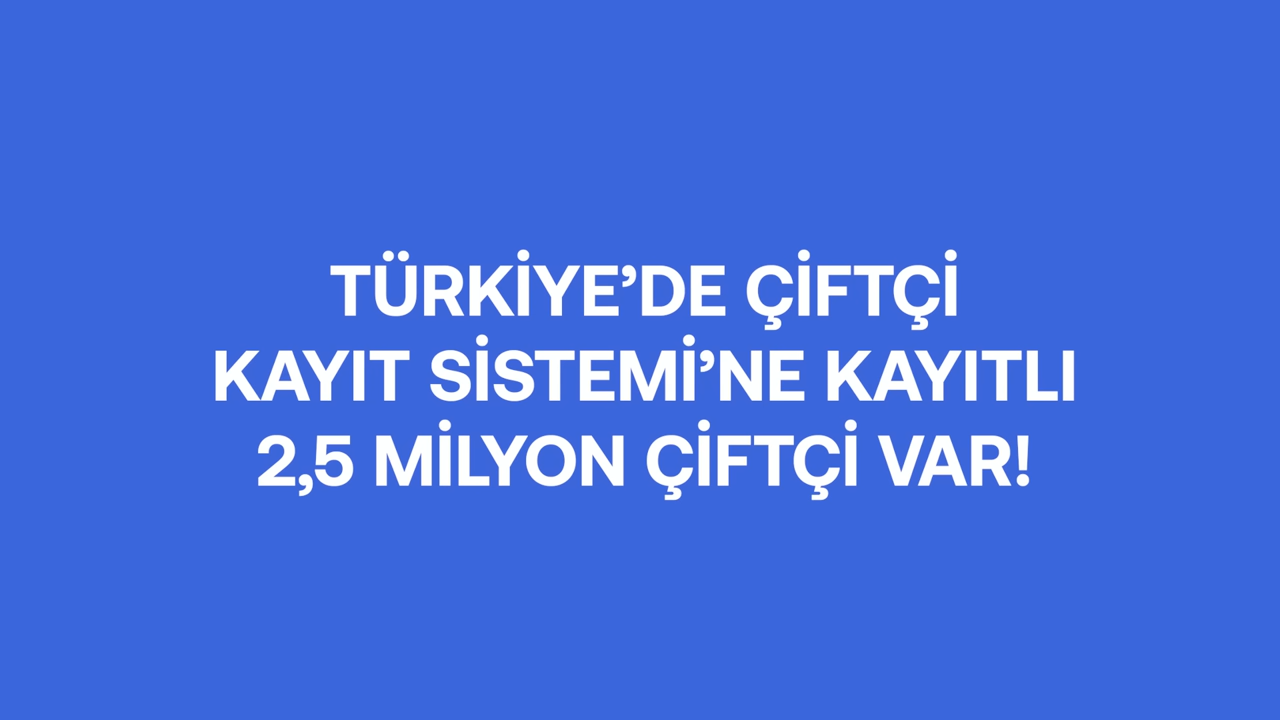 TÜRKİYE’DE ÇİFTÇİ
KAYIT SİSTEMİ’NE KAYITLI
2,5 MİLYON ÇİFTÇİ VAR!